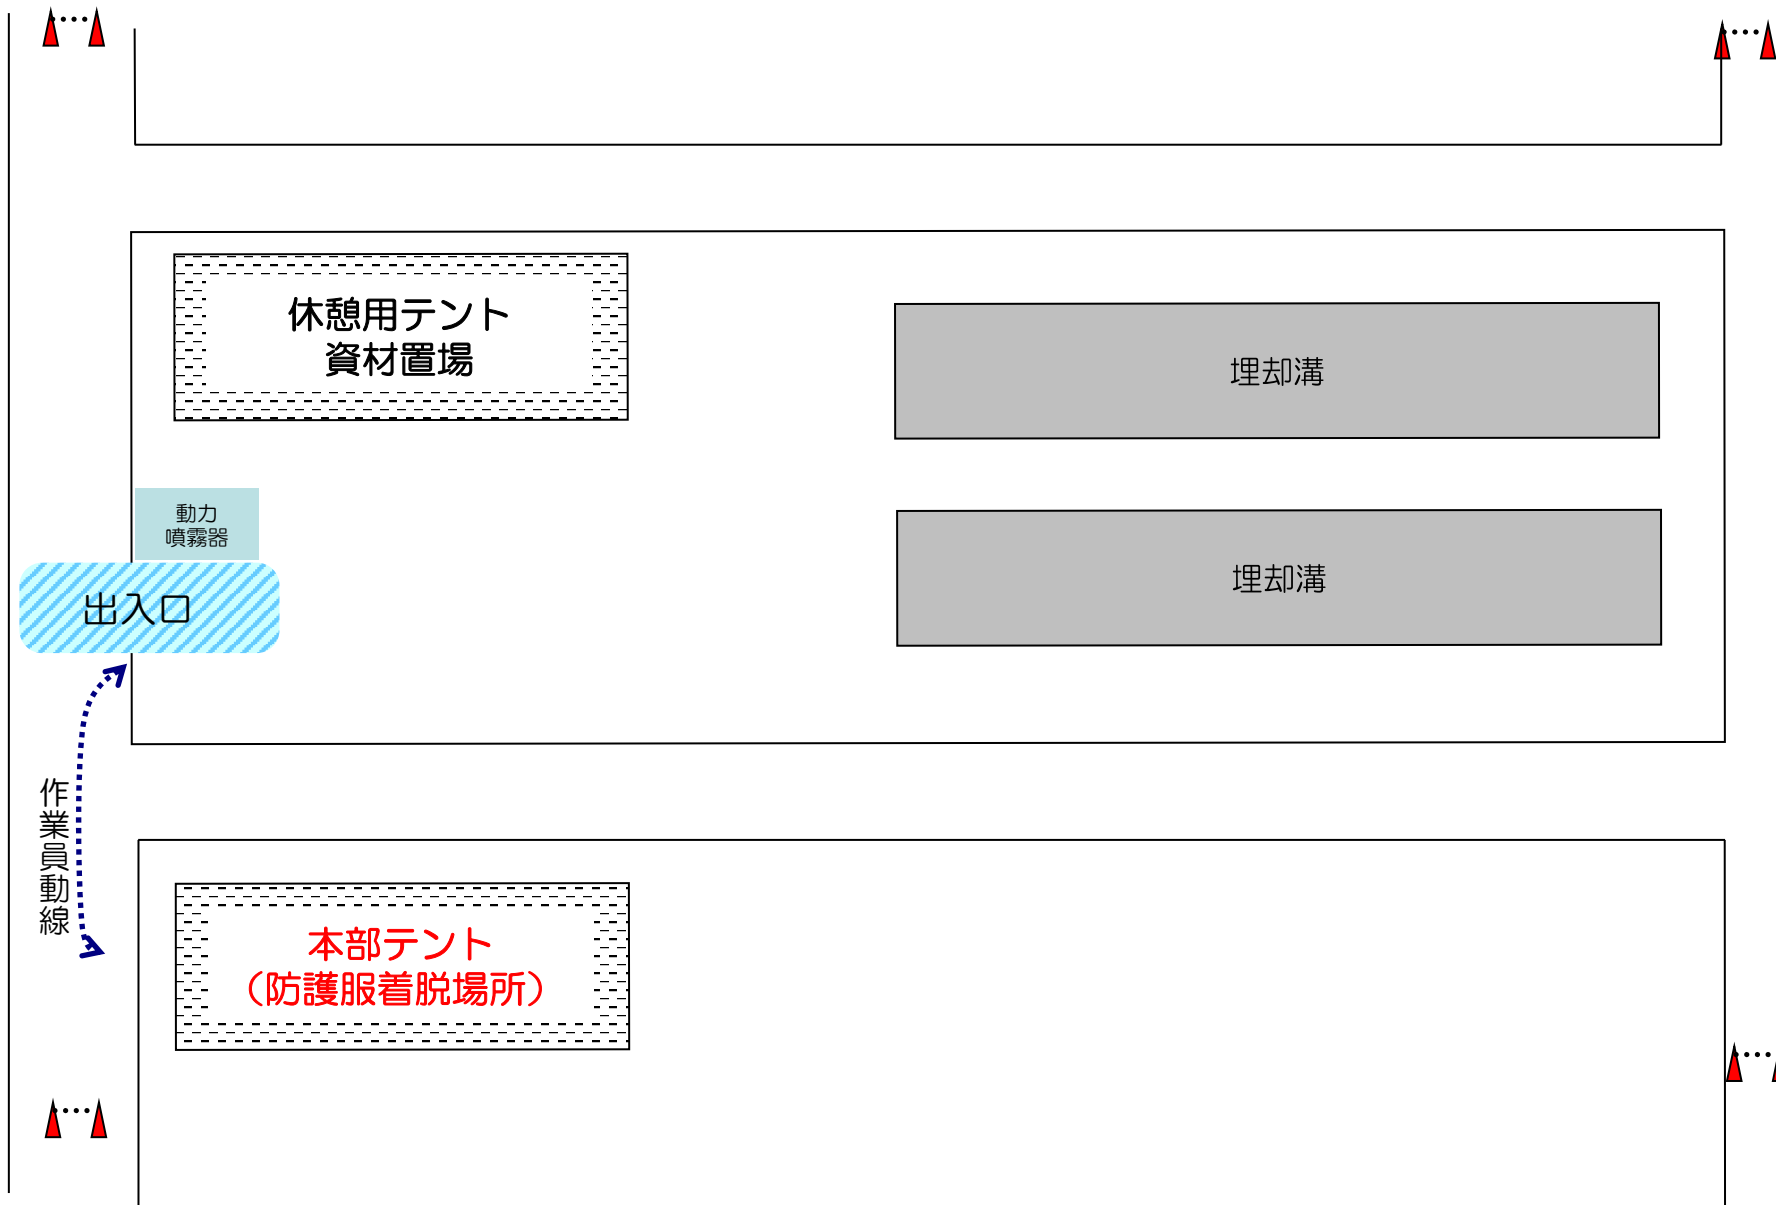 休憩用テント
資材置場
埋却溝
動力
噴霧器
埋却溝
出入口
作業員動線
本部テント
（防護服着脱場所）